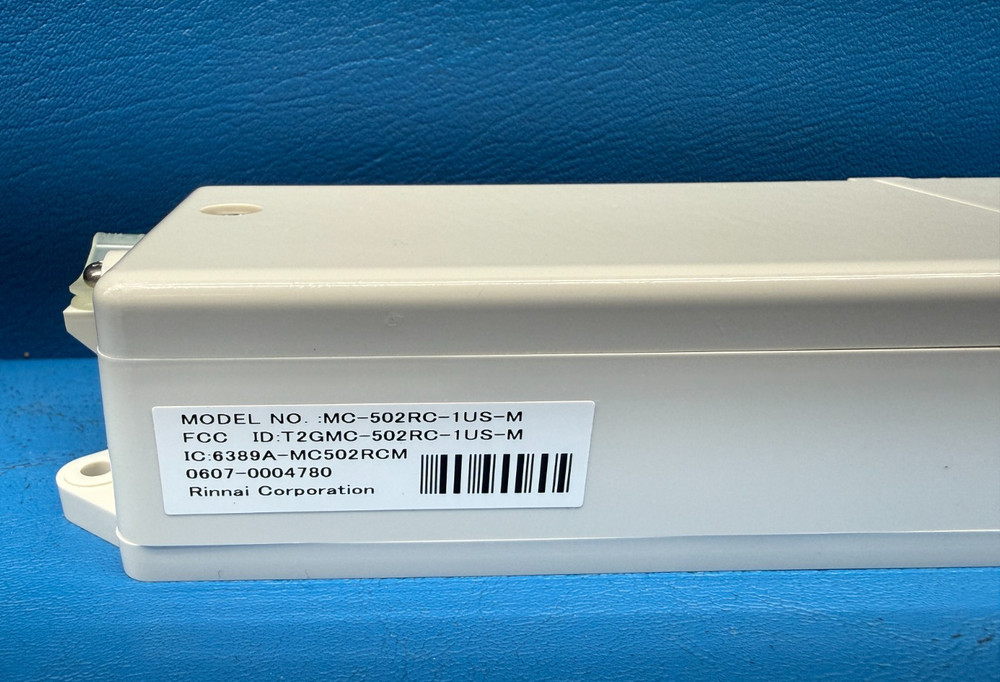 MODEL NO. :MC-502RC-1US-M
FCC ID:T2GMC-502RC-1US-M
IC:6389A-MC502RCM
0607-0004780
Rinnai Corporation